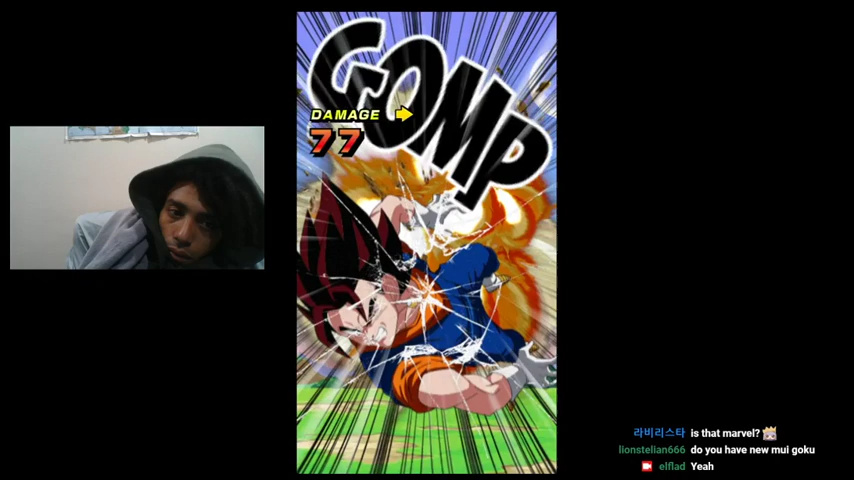 GOMP
DAMAGE
77
라비리스타 is that marvel?
lionstelian666 do you have new mui goku
elflad Yeah